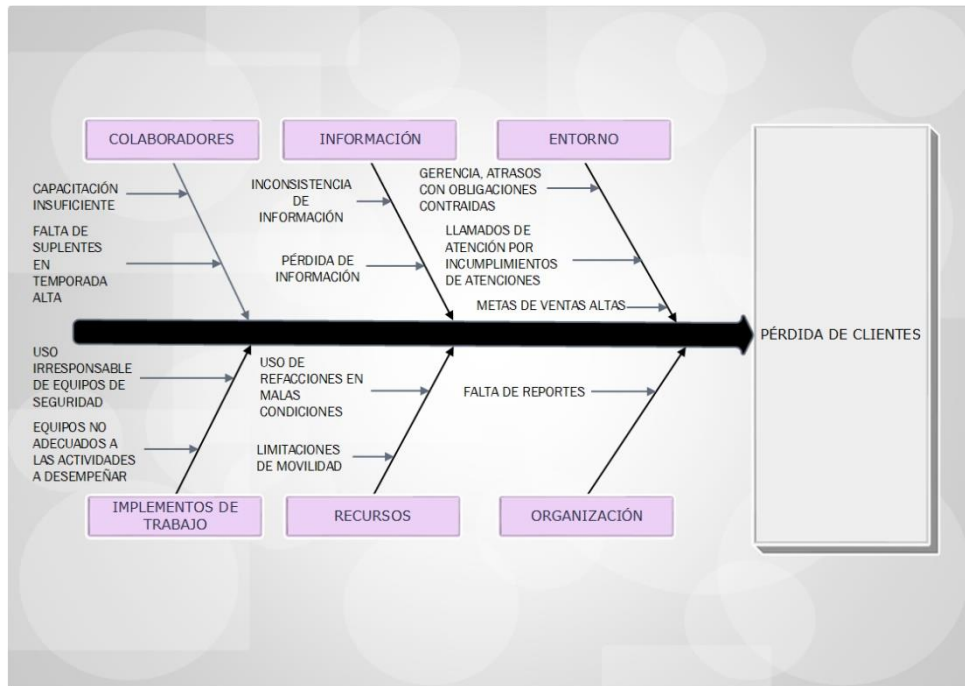 COLABORADORES
INFORMACIÓN
ENTORNO
CAPACITACIÓN
INSUFICIENTE
FALTA DE
SUPLENTES
EN
TEMPORADA
ALTA
INCONSISTENCIA
DE
INFORMACIÓN
PÉRDIDA DE
INFORMACIÓN
GERENCIA, ATRASOS
CON OBLIGACIONES
CONTRAIDAS
LLAMADOS DE
ATENCIÓN POR
INCUMPLIMIENTOS
DE ATENCIONES
METAS DE VENTAS ALTAS
PÉRDIDA DE CLIENTES
USO
IRRESPONSABLE
DE EQUIPOS DE
SEGURIDAD
EQUIPOS NO
ADECUADOS A
LAS ACTIVIDADES
A DESEMPEÑAR
USO DE
REFACCIONES EN
MALAS
CONDICIONES
LIMITACIONES
DE MOVILIDAD
FALTA DE REPORTES
IMPLEMENTOS DE
TRABAJO
RECURSOS
ORGANIZACIÓN